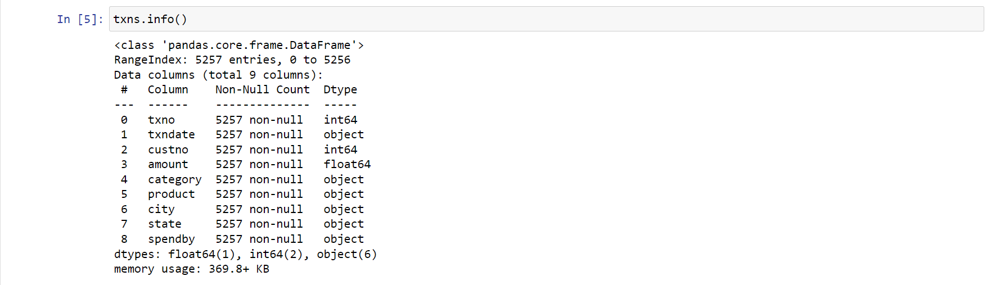 In [5]: txns.info()
<class 'pandas.core.frame.DataFrame'>
RangeIndex: 5257 entries, 0 to 5256
Data columns (total 9 columns):
 #   Column    Non-Null Count  Dtype
---  ------    --------------  -----
 0   txno      5257 non-null   int64
 1   txndate   5257 non-null   object
 2   custno    5257 non-null   int64
 3   amount    5257 non-null   float64
 4   category  5257 non-null   object
 5   product   5257 non-null   object
 6   city      5257 non-null   object
 7   state     5257 non-null   object
 8   spendby   5257 non-null   object
dtypes: float64(1), int64(2), object(6)
memory usage: 369.8+ KB